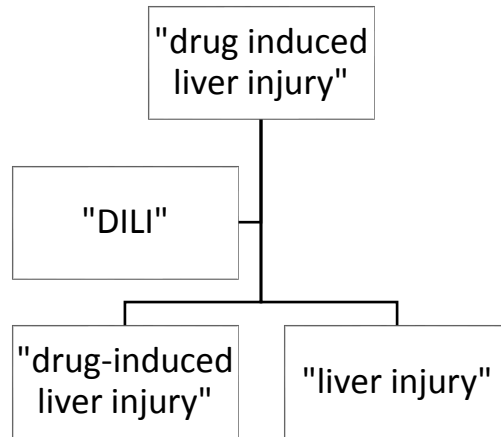 "drug induced
liver injury"
"DILI"
"drug-induced
liver injury"
"liver injury"